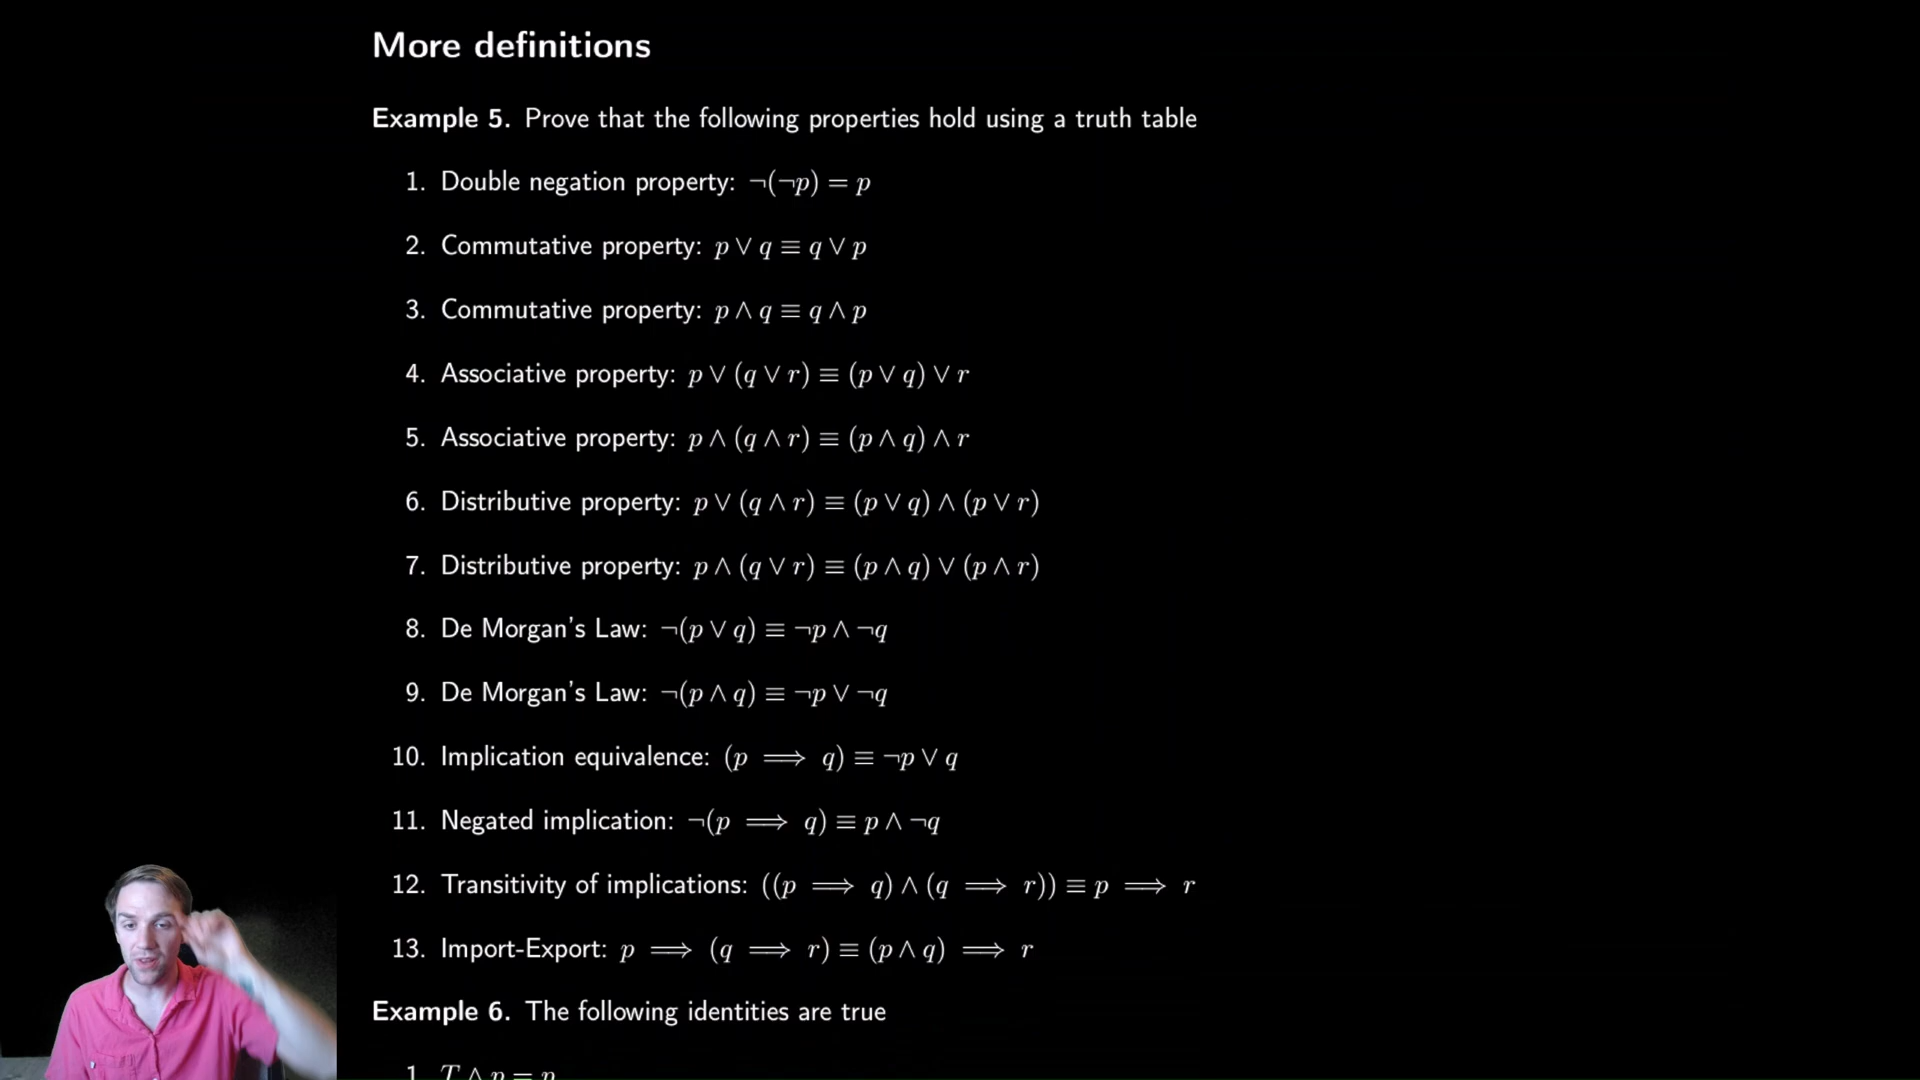 More definitions
Example 5. Prove that the following properties hold using a truth table
1. Double negation property: ¬(¬p) = p
2. Commutative property: p ∨ q ≡ q ∨ p
3. Commutative property: p ∧ q ≡ q ∧ p
4. Associative property: p ∨ (q ∨ r) ≡ (p ∨ q) ∨ r
5. Associative property: p ∧ (q ∧ r) ≡ (p ∧ q) ∧ r
6. Distributive property: p ∨ (q ∧ r) ≡ (p ∨ q) ∧ (p ∨ r)
7. Distributive property: p ∧ (q ∨ r) ≡ (p ∧ q) ∨ (p ∧ r)
8. De Morgan's Law: ¬(p ∨ q) ≡ ¬p ∧ ¬q
9. De Morgan's Law: ¬(p ∧ q) ≡ ¬p ∨ ¬q
10. Implication equivalence: (p ⟹ q) ≡ ¬p ∨ q
11. Negated implication: ¬(p ⟹ q) ≡ p ∧ ¬q
12. Transitivity of implications: ((p ⟹ q) ∧ (q ⟹ r)) ≡ p ⟹ r
13. Import-Export: p ⟹ (q ⟹ r) ≡ (p ∧ q) ⟹ r
Example 6. The following identities are true
1. T ∧ p = p